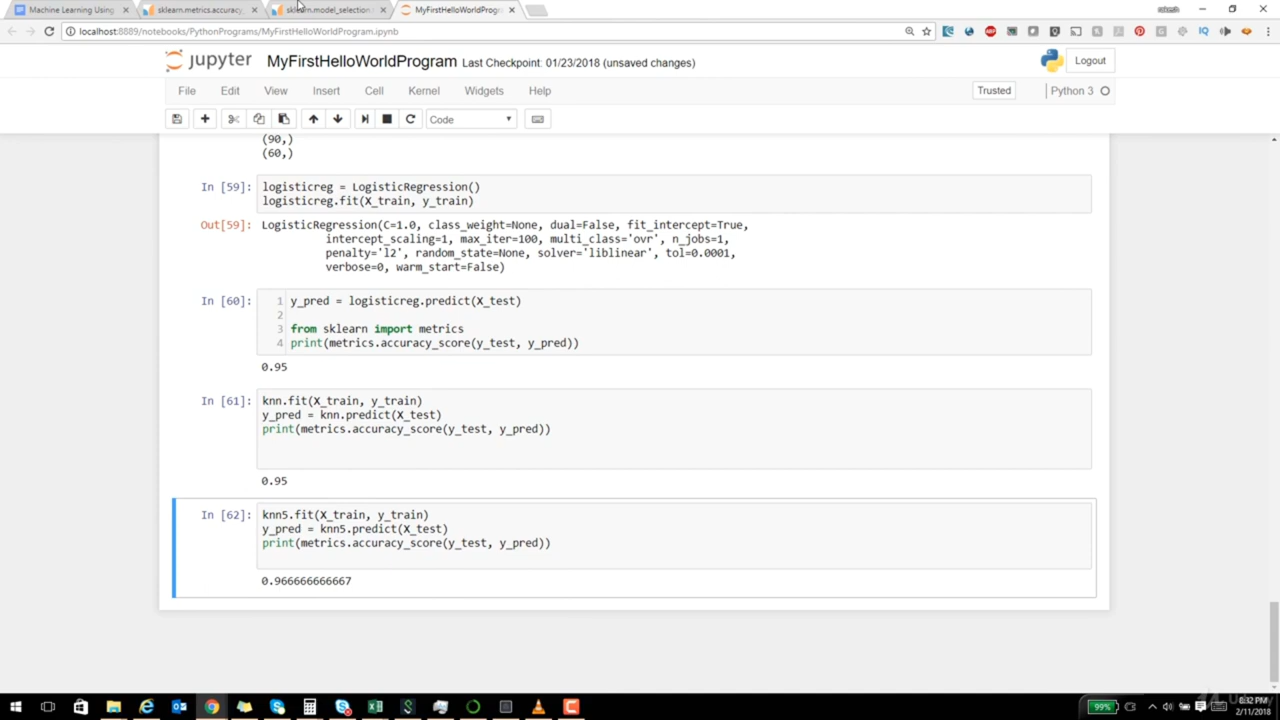 Machine Learning Using
sklearn.metrics.accuracy_
sklearn.model_selection
MyFirstHelloWorldProgram
localhost:8889/notebooks/PythonPrograms/MyFirstHelloWorldProgram.ipynb
jupyter MyFirstHelloWorldProgram Last Checkpoint: 01/23/2018 (unsaved changes)
Logout
File Edit View Insert Cell Kernel Widgets Help
Trusted
Python 3
Code
(90,)
(60,)
In [59]: logisticreg = LogisticRegression()
logisticreg.fit(X_train, y_train)
Out[59]: LogisticRegression(C=1.0, class_weight=None, dual=False, fit_intercept=True,
intercept_scaling=1, max_iter=100, multi_class='ovr', n_jobs=1,
penalty='l2', random_state=None, solver='liblinear', tol=0.0001,
verbose=0, warm_start=False)
In [60]: 1 y_pred = logisticreg.predict(X_test)
2
3 from sklearn import metrics
4 print(metrics.accuracy_score(y_test, y_pred))
0.95
In [61]: knn.fit(X_train, y_train)
y_pred = knn.predict(X_test)
print(metrics.accuracy_score(y_test, y_pred))
0.95
In [62]: knn5.fit(X_train, y_train)
y_pred = knn5.predict(X_test)
print(metrics.accuracy_score(y_test, y_pred))
0.966666666667
99%
2/11/2018